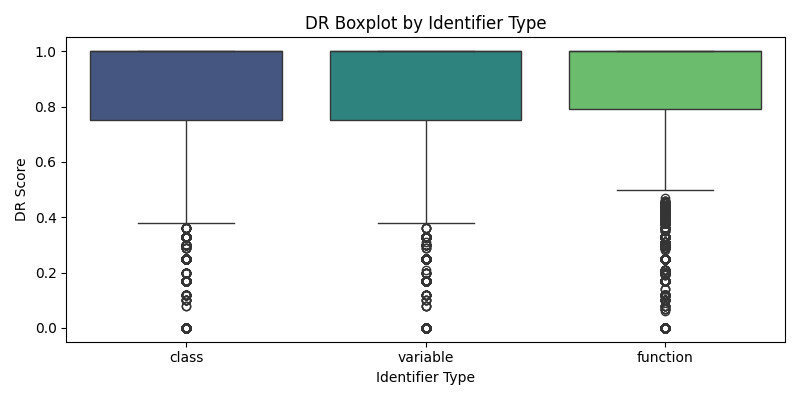 DR Boxplot by Identifier Type
DR Score
1.0
0.8
0.6
0.4
0.2
0.0
class
variable
function
Identifier Type